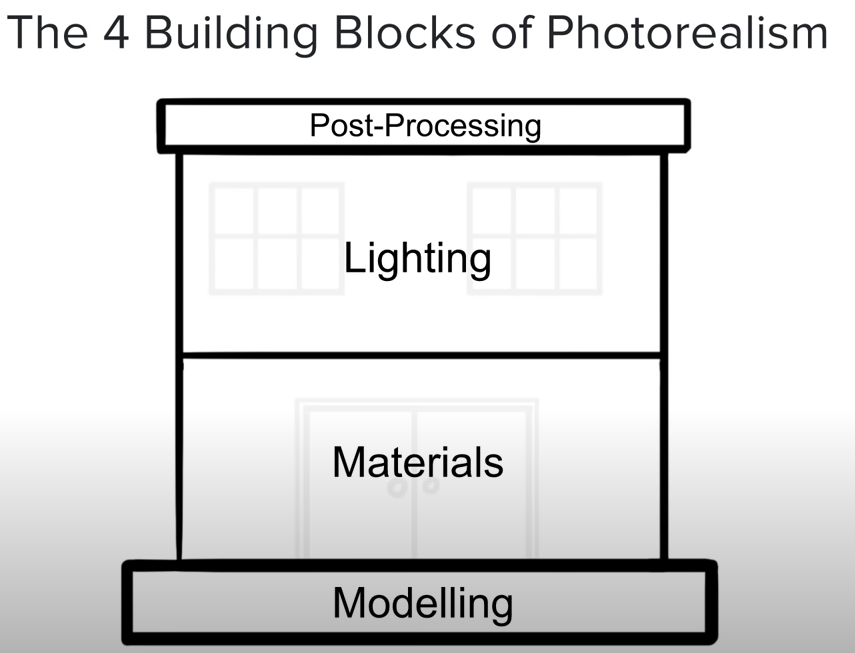 The 4 Building Blocks of Photorealism
Post-Processing
Lighting
Materials
Modelling